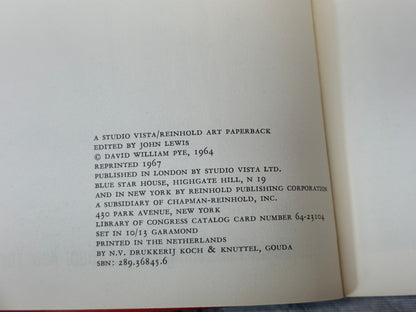 A STUDIO VISTA/REINHOLD ART PAPERBACK
EDITED BY JOHN LEWIS
© DAVID WILLIAM PYE, 1964
REPRINTED 1967
PUBLISHED IN LONDON BY STUDIO VISTA LTD.
BLUE STAR HOUSE, HIGHGATE HILL, N 19
AND IN NEW YORK BY REINHOLD PUBLISHING CORPORATION
A SUBSIDIARY OF CHAPMAN-REINHOLD, INC.
430 PARK AVENUE, NEW YORK
LIBRARY OF CONGRESS CATALOG CARD NUMBER 64-23104
SET IN 10/13 GARAMOND
PRINTED IN THE NETHERLANDS
BY N.V. DRUKKERIJ KOCH & KNUTTEL, GOUDA
SBN: 289.36845.6